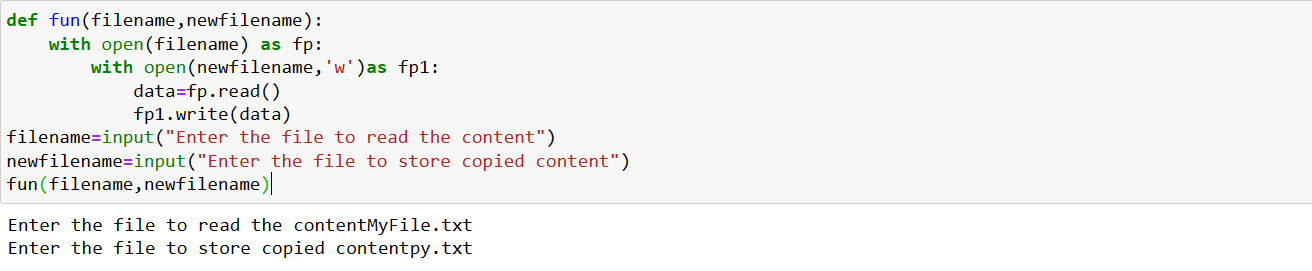 def fun(filename,newfilename):
    with open(filename) as fp:
        with open(newfilename,'w')as fp1:
            data=fp.read()
            fp1.write(data)
filename=input("Enter the file to read the content")
newfilename=input("Enter the file to store copied content")
fun(filename,newfilename)
Enter the file to read the contentMyFile.txt
Enter the file to store copied contentpy.txt